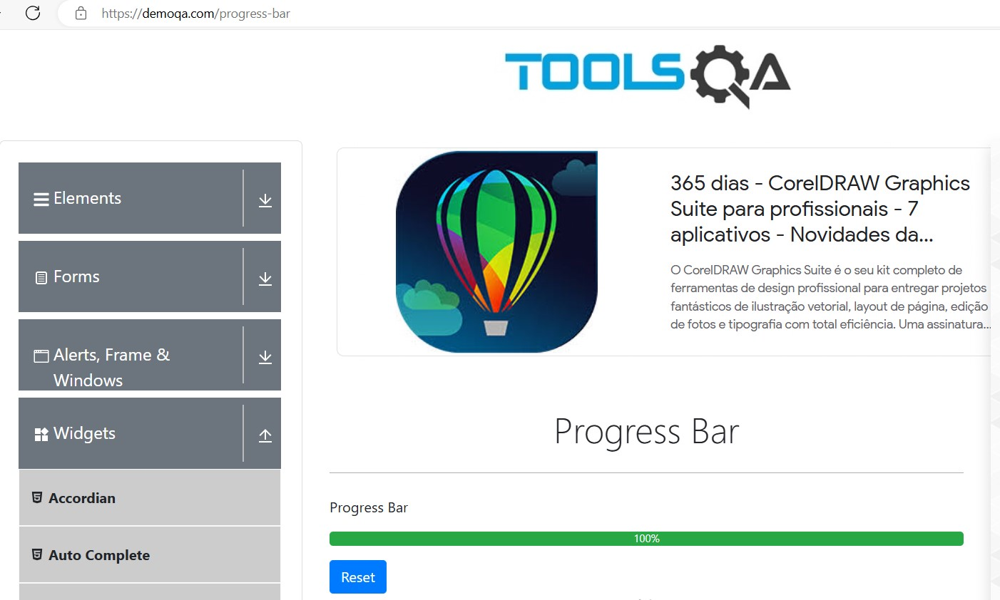 https://demoqa.com/progress-bar
TOOLSQA
Elements
Forms
Alerts, Frame &
Windows
Widgets
Accordian
Auto Complete
365 dias - CorelDRAW Graphics
Suite para profissionais - 7
aplicativos - Novidades da...
O CorelDRAW Graphics Suite é o seu kit completo de
ferramentas de design profissional para entregar projetos
fantásticos de ilustração vetorial, layout de página, edição
de fotos e tipografia com total eficiência. Uma assinatura...
Progress Bar
Progress Bar
100%
Reset